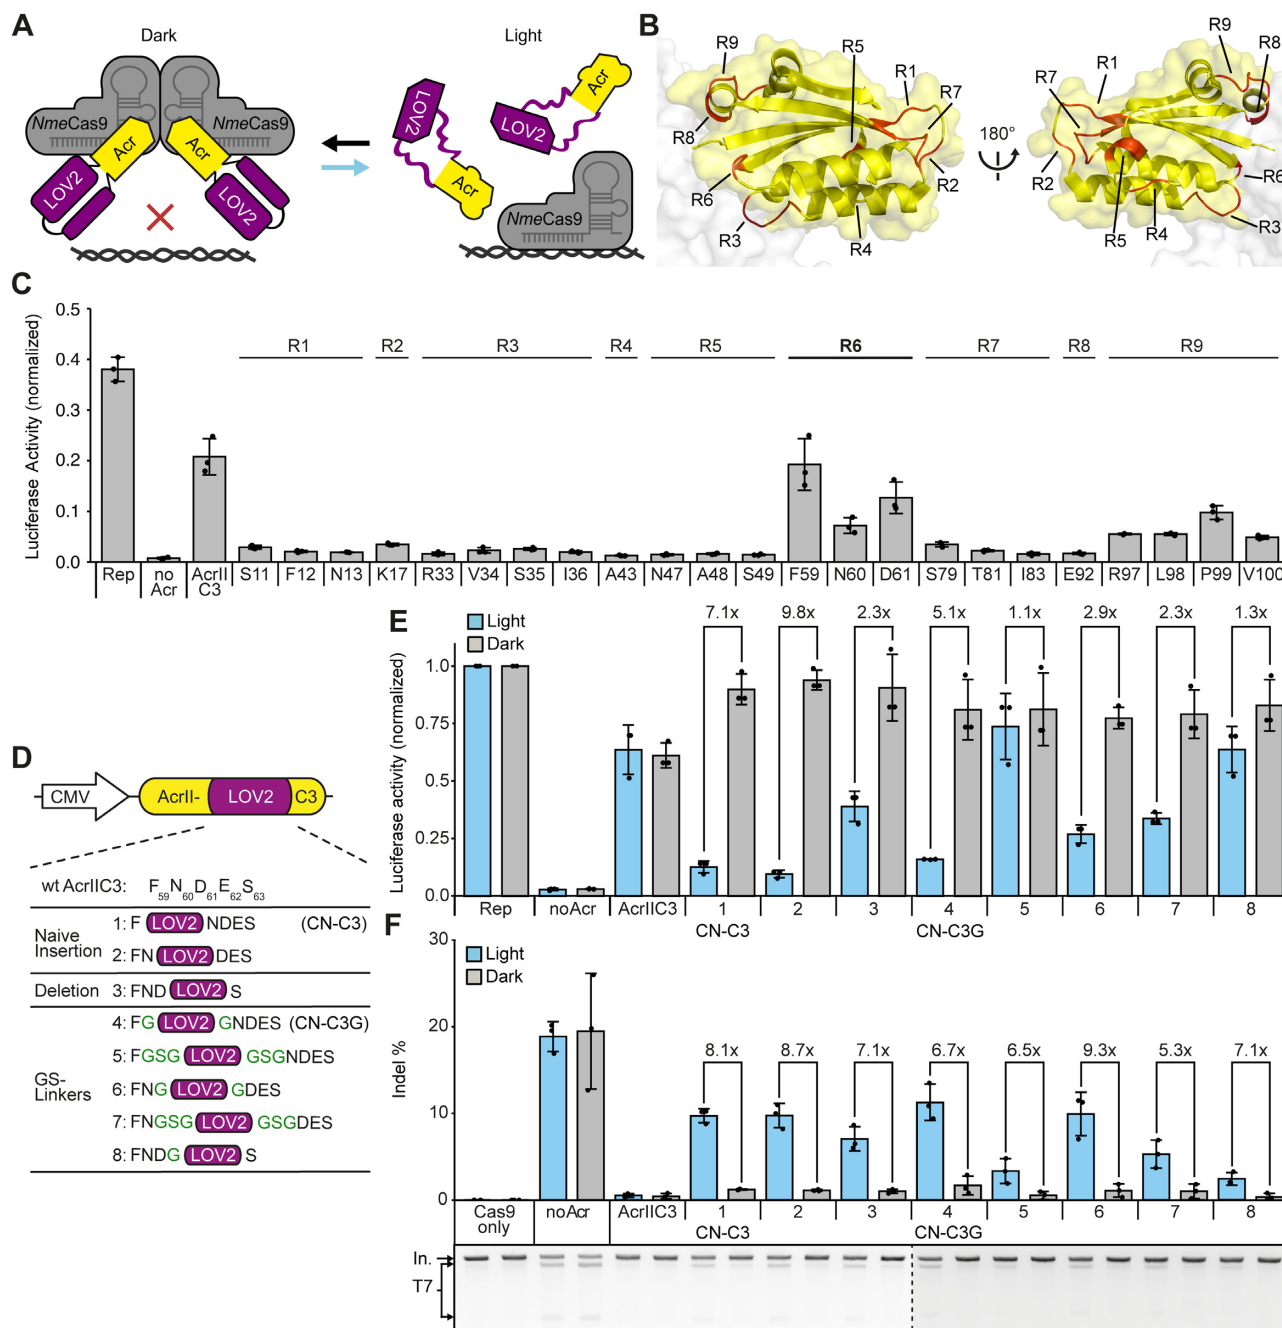 A
Dark
Light
NmeCas9
NmeCas9
Acr
Acr
LOV2
LOV2
LOV2
Acr
LOV2
Acr
NmeCas9
B
R9
R5
R1
R7
R8
R6
R2
R3
R4
180°
R9
R8
R1
R7
R2
R6
R5
R4
R3
C
Luciferase Activity (normalized)
0.5
0.4
0.3
0.2
0.1
0.0
R1 R2 R3 R4 R5 R6 R7 R8 R9
Rep no Acr AcrII C3 S11 F12 N13 K17 R33 V34 S35 I36 A43 N47 A48 S49 F59 N60 D61 S79 T81 I83 E92 R97 L98 P99 V100
D
CMV
AcrII- LOV2 C3
wt AcrIIC3: F59 N60 D61 E62 S63
Naive Insertion
1: F LOV2 NDES (CN-C3)
2: FN LOV2 DES
Deletion
3: FND LOV2 S
GS-Linkers
4: FG LOV2 GNDES (CN-C3G)
5: FGSG LOV2 GSGNDES
6: FNG LOV2 GDES
7: FNGSG LOV2 GSGDES
8: FNDG LOV2 S
E
Light
Dark
7.1x 9.8x 2.3x 5.1x 1.1x 2.9x 2.3x 1.3x
Luciferase activity (normalized)
1.0
0.75
0.5
0.25
0.0
Rep noAcr AcrIIC3 1 2 3 4 5 6 7 8
CN-C3 CN-C3G
F
Light
Dark
Indel %
30
20
10
0
8.1x 8.7x 7.1x 6.7x 6.5x 9.3x 5.3x 7.1x
Cas9 only noAcr AcrIIC3 1 2 3 4 5 6 7 8
CN-C3 CN-C3G
In.
T7